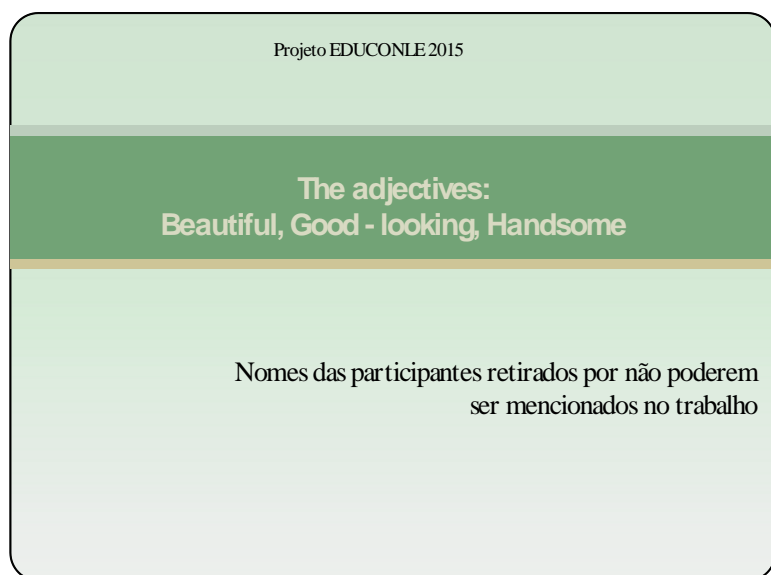 Projeto EDUCONLE 2015
The adjectives:
Beautiful, Good - looking, Handsome
Nomes das participantes retirados por não poderem
ser mencionados no trabalho